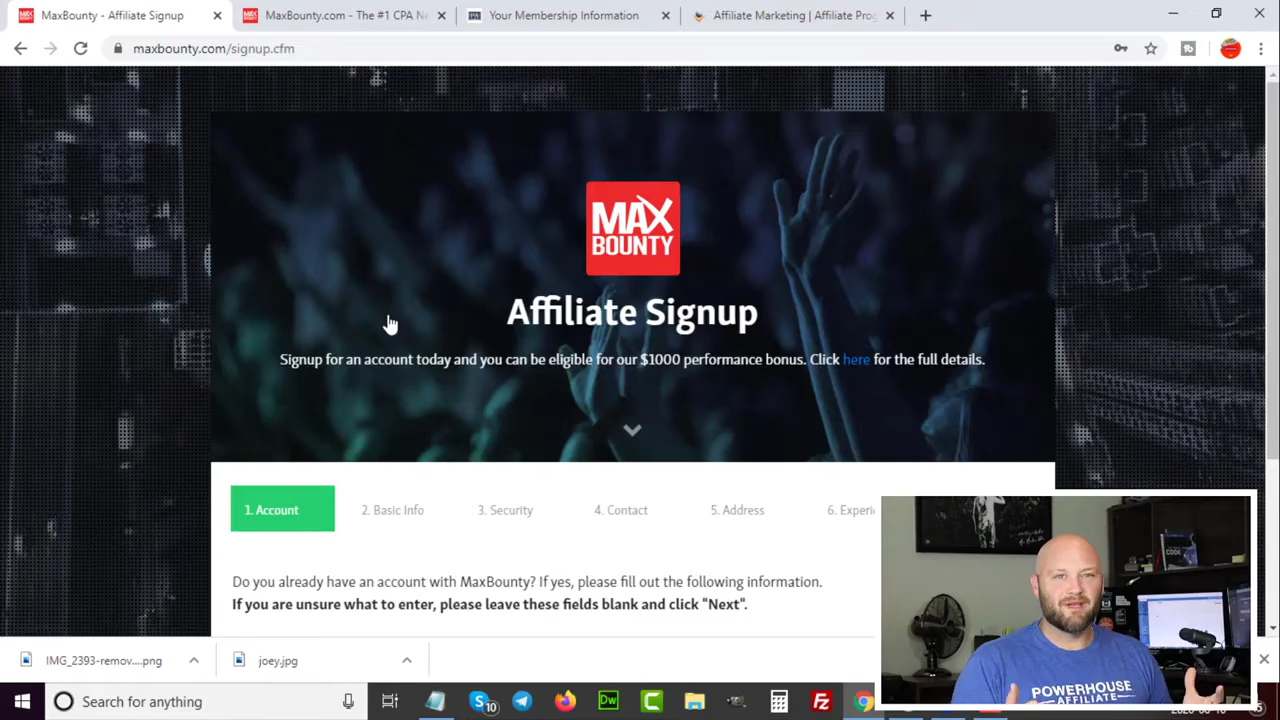 MaxBounty - Affiliate Signup
MaxBounty.com - The #1 CPA Ne
Your Membership Information
Affiliate Marketing | Affiliate Prog
maxbounty.com/signup.cfm
MAX
BOUNTY
Affiliate Signup
Signup for an account today and you can be eligible for our $1000 performance bonus. Click here for the full details.
1. Account
2. Basic Info
3. Security
4. Contact
5. Address
6. Experi
Do you already have an account with MaxBounty? If yes, please fill out the following information.
If you are unsure what to enter, please leave these fields blank and click "Next".
COOK
POWERHOUSE
AFFILIATE
IMG_2393-remov....png
joey.jpg
Search for anything
10
Dw